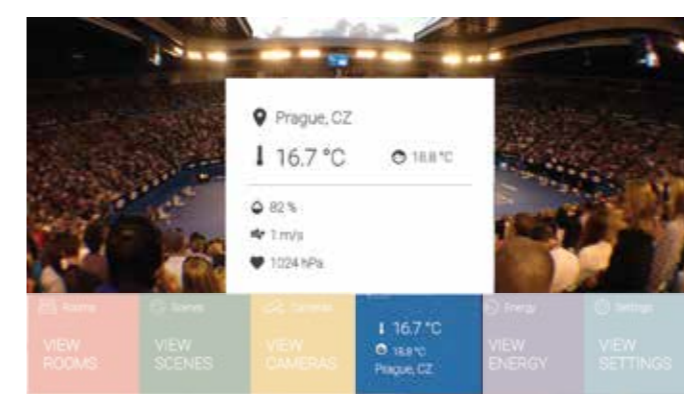 Prague, CZ
16.7 °C
18.8 °C
82 %
1 m/s
1024 hPa
Rooms
VIEW
ROOMS
Scenes
VIEW
SCENES
Cameras
VIEW
CAMERAS
16.7 °C
18.8 °C
Prague, CZ
Energy
VIEW
ENERGY
Settings
VIEW
SETTINGS